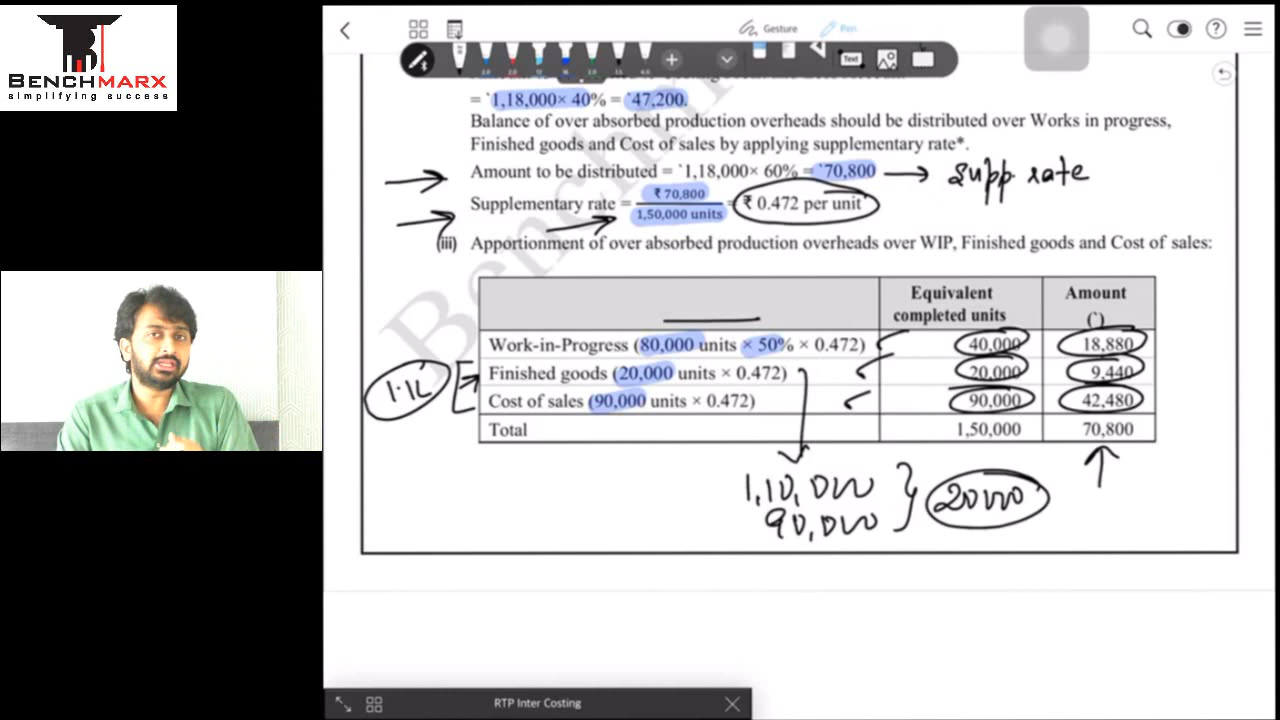 BENCHMARX
simplifying success
Gesture
Pen
Text
= `1,18,000× 40% = `47,200.
Balance of over absorbed production overheads should be distributed over Works in progress,
Finished goods and Cost of sales by applying supplementary rate*.
Amount to be distributed = `1,18,000× 60% = `70,800 → Supp. rate
Supplementary rate = ₹ 70,800 / 1,50,000 units = ₹ 0.472 per unit
(iii) Apportionment of over absorbed production overheads over WIP, Finished goods and Cost of sales:
Equivalent completed units
Amount (`)
Work-in-Progress (80,000 units × 50% × 0.472) 40,000 18,880
Finished goods (20,000 units × 0.472) 20,000 9,440
1.1L
Cost of sales (90,000 units × 0.472) 90,000 42,480
Total 1,50,000 70,800
1,10,000
90,000
20000
RTP Inter Costing